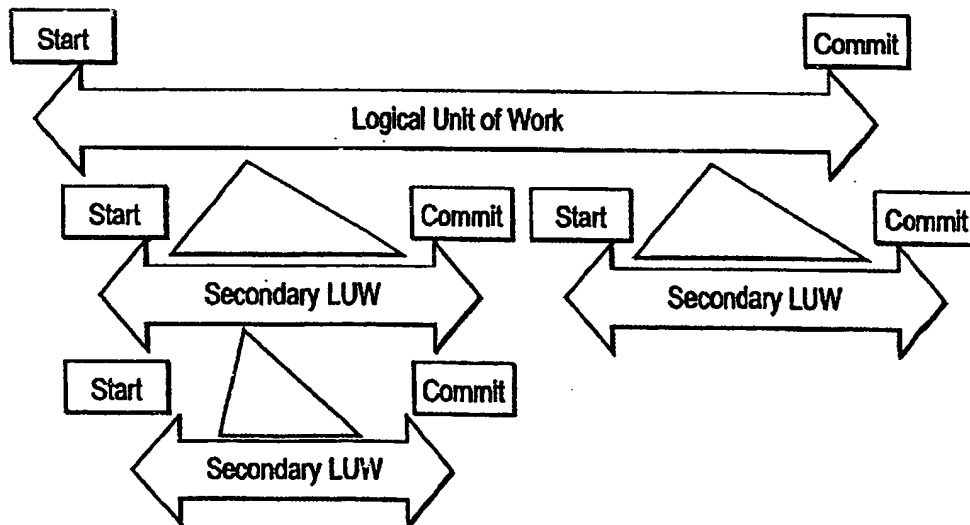 Start
Commit
Logical Unit of Work
Start
Commit
Start
Commit
Secondary LUW
Secondary LUW
Start
Commit
Secondary LUW